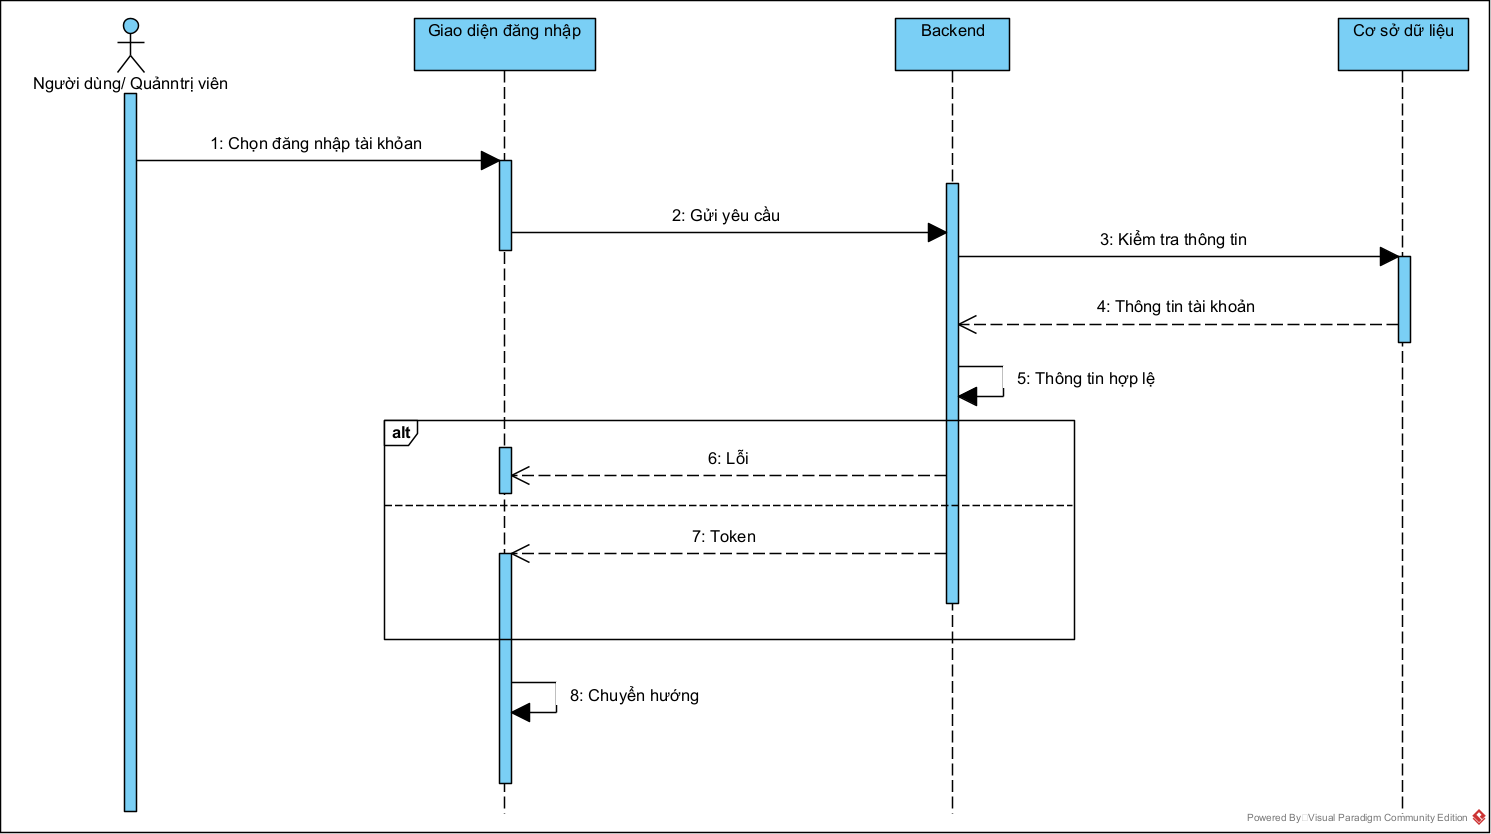 Giao diện đăng nhập
Backend
Cơ sở dữ liệu
Người dùng/ Quảnntrị viên
1: Chọn đăng nhập tài khỏan
2: Gửi yêu cầu
3: Kiểm tra thông tin
4: Thông tin tài khoản
5: Thông tin hợp lệ
alt
6: Lỗi
7: Token
8: Chuyển hướng
Powered By Visual Paradigm Community Edition